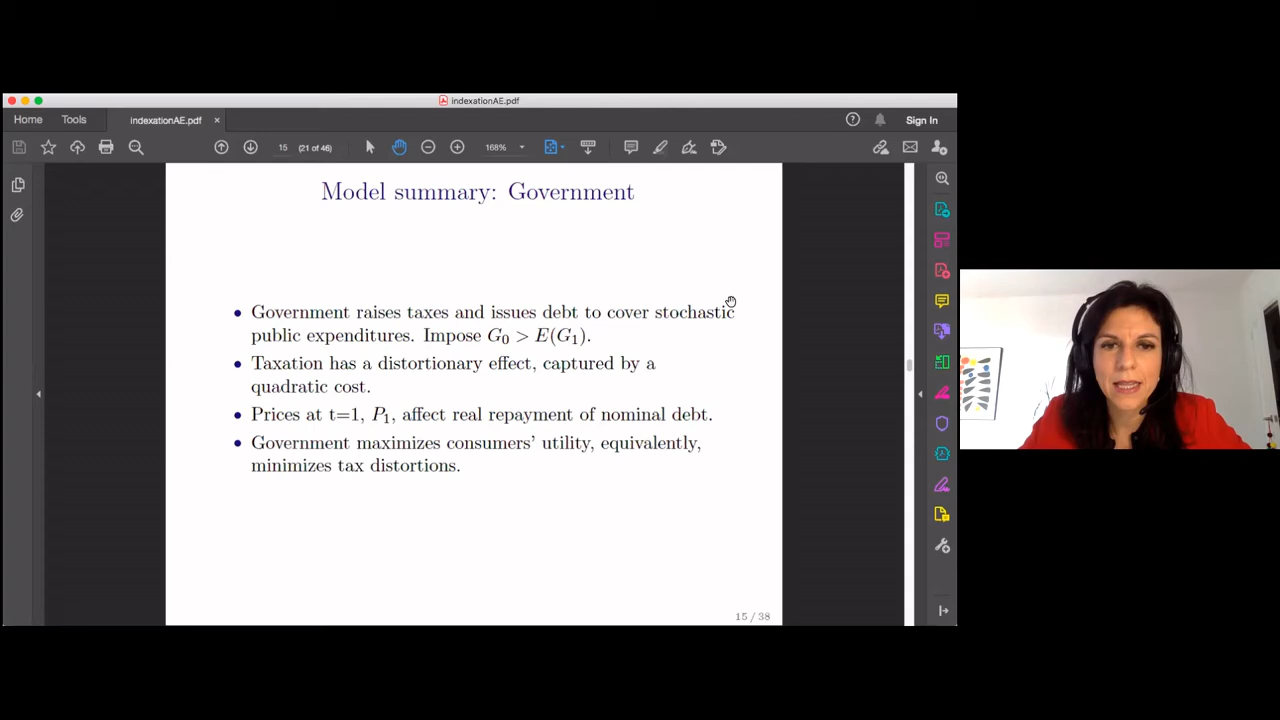 indexationAE.pdf
Home Tools indexationAE.pdf × Sign In
15 (21 of 46) 168%
Model summary: Government
• Government raises taxes and issues debt to cover stochastic
public expenditures. Impose G₀ > E(G₁).
• Taxation has a distortionary effect, captured by a
quadratic cost.
• Prices at t=1, P₁, affect real repayment of nominal debt.
• Government maximizes consumers' utility, equivalently,
minimizes tax distortions.
15 / 38